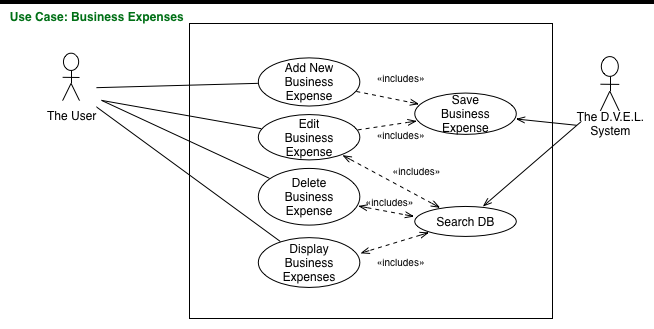 Use Case: Business Expenses
Add New
Business
Expense
«includes»
Save
Business
Expense
The User
The D.V.E.L.
System
Edit
Business
Expense
«includes»
«includes»
Delete
Business
Expense
«includes»
Search DB
Display
Business
Expenses
«includes»